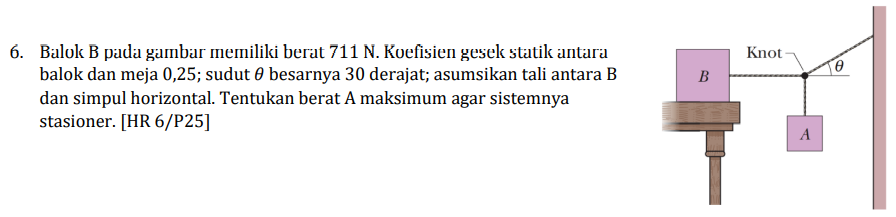 6. Balok B pada gambar memiliki berat 711 N. Koefisien gesek statik antara
balok dan meja 0,25; sudut θ besarnya 30 derajat; asumsikan tali antara B
dan simpul horizontal. Tentukan berat A maksimum agar sistemnya
stasioner. [HR 6/P25]
Knot
θ
B
A